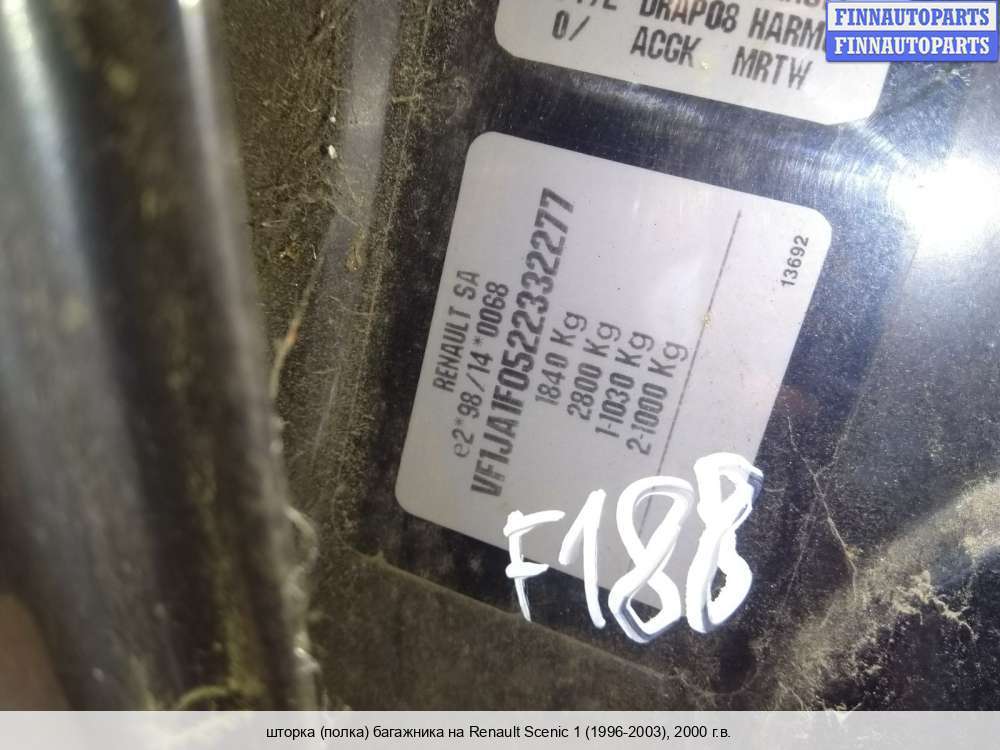 FINNAUTOPARTS
FINNAUTOPARTS
DRAP08
0/ ACGK MRTW
RENAULT SA
e2*98/14*0068
VF1JA1F0522332277
1840 Kg
2800 Kg
1-1030 Kg
2-1000 Kg
13692
F188
шторка (полка) багажника на Renault Scenic 1 (1996-2003), 2000 г.в.